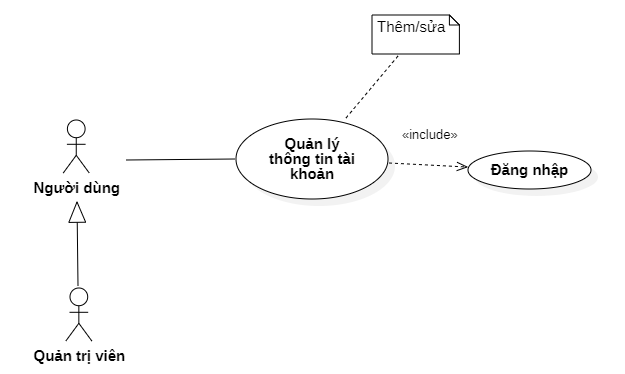 Thêm/sửa
Quản lý
thông tin tài
khoản
«include»
Đăng nhập
Người dùng
Quản trị viên